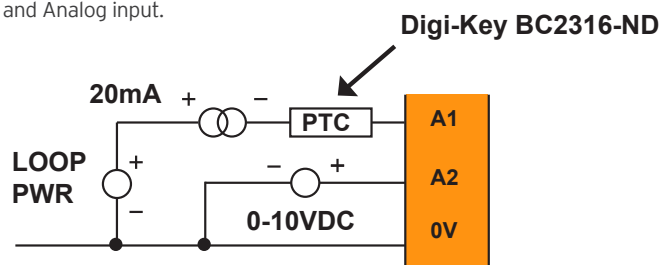 and Analog input.
Digi-Key BC2316-ND
20mA + –
PTC
A1
LOOP
PWR
+
–
– +
A2
0-10VDC
0V